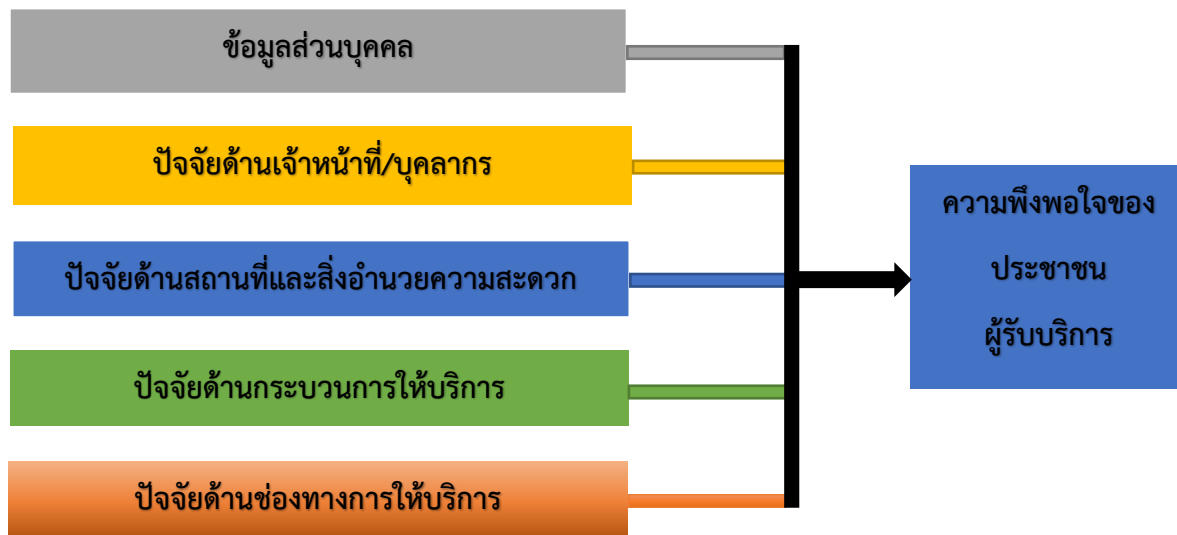 ข้อมูลส่วนบุคคล
ปัจจัยด้านเจ้าหน้าที่/บุคลากร
ปัจจัยด้านสถานที่และสิ่งอำนวยความสะดวก
ปัจจัยด้านกระบวนการให้บริการ
ปัจจัยด้านช่องทางการให้บริการ
ความพึงพอใจของ
ประชาชน
ผู้รับบริการ